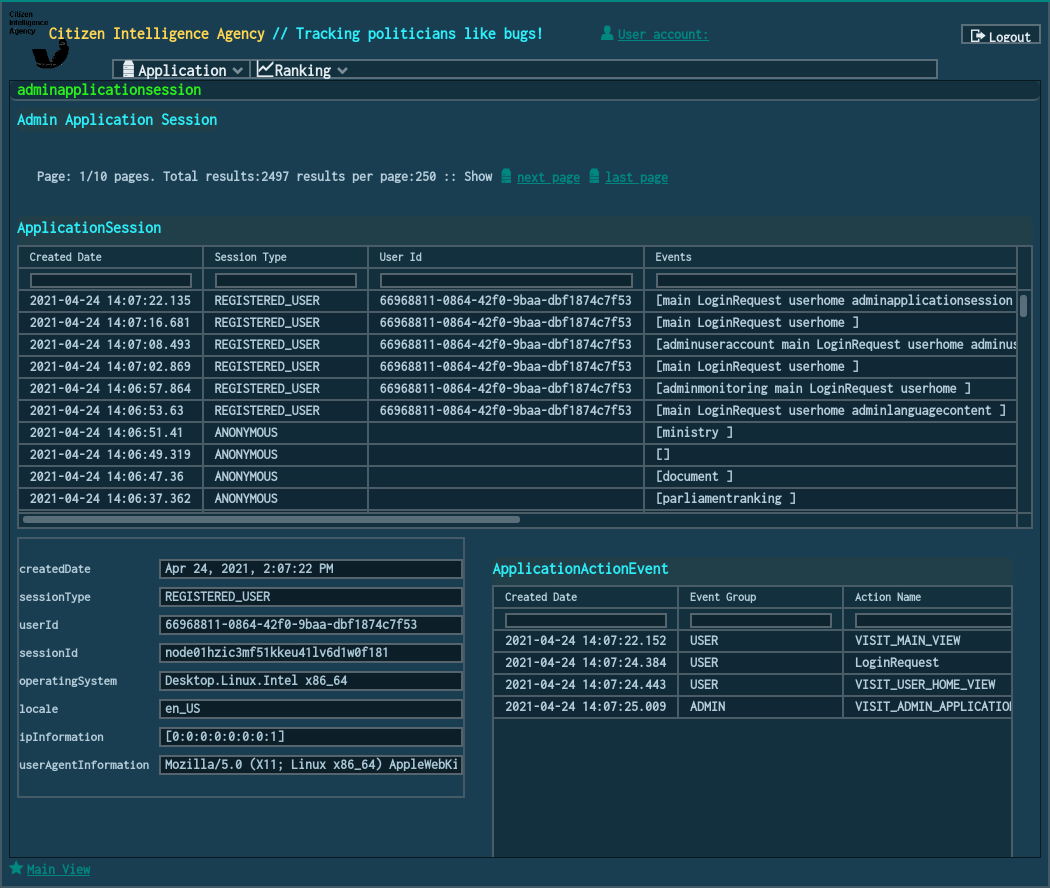 Citizen
Intelligence
Agency
Citizen Intelligence Agency // Tracking politicians like bugs!
User account:
Logout
Application
Ranking
adminapplicationsession
Admin Application Session
Page: 1/10 pages. Total results:2497 results per page:250 :: Show next page last page
ApplicationSession
Created Date Session Type User Id Events
2021-04-24 14:07:22.135 REGISTERED_USER 66968811-0864-42f0-9baa-dbf1874c7f53 [main LoginRequest userhome adminapplicationsession
2021-04-24 14:07:16.681 REGISTERED_USER 66968811-0864-42f0-9baa-dbf1874c7f53 [main LoginRequest userhome ]
2021-04-24 14:07:08.493 REGISTERED_USER 66968811-0864-42f0-9baa-dbf1874c7f53 [adminuseraccount main LoginRequest userhome adminus
2021-04-24 14:07:02.869 REGISTERED_USER 66968811-0864-42f0-9baa-dbf1874c7f53 [main LoginRequest userhome ]
2021-04-24 14:06:57.864 REGISTERED_USER 66968811-0864-42f0-9baa-dbf1874c7f53 [adminmonitoring main LoginRequest userhome ]
2021-04-24 14:06:53.63 REGISTERED_USER 66968811-0864-42f0-9baa-dbf1874c7f53 [main LoginRequest userhome adminlanguagecontent ]
2021-04-24 14:06:51.41 ANONYMOUS [ministry ]
2021-04-24 14:06:49.319 ANONYMOUS []
2021-04-24 14:06:47.36 ANONYMOUS [document ]
2021-04-24 14:06:37.362 ANONYMOUS [parliamentranking ]
createdDate Apr 24, 2021, 2:07:22 PM
sessionType REGISTERED_USER
userId 66968811-0864-42f0-9baa-dbf1874c7f53
sessionId node01hzic3mf51kkeu41lv6d1w0f181
operatingSystem Desktop.Linux.Intel x86_64
locale en_US
ipInformation [0:0:0:0:0:0:0:1]
userAgentInformation Mozilla/5.0 (X11; Linux x86_64) AppleWebKi
ApplicationActionEvent
Created Date Event Group Action Name
2021-04-24 14:07:22.152 USER VISIT_MAIN_VIEW
2021-04-24 14:07:24.384 USER LoginRequest
2021-04-24 14:07:24.443 USER VISIT_USER_HOME_VIEW
2021-04-24 14:07:25.009 ADMIN VISIT_ADMIN_APPLICATION
Main View